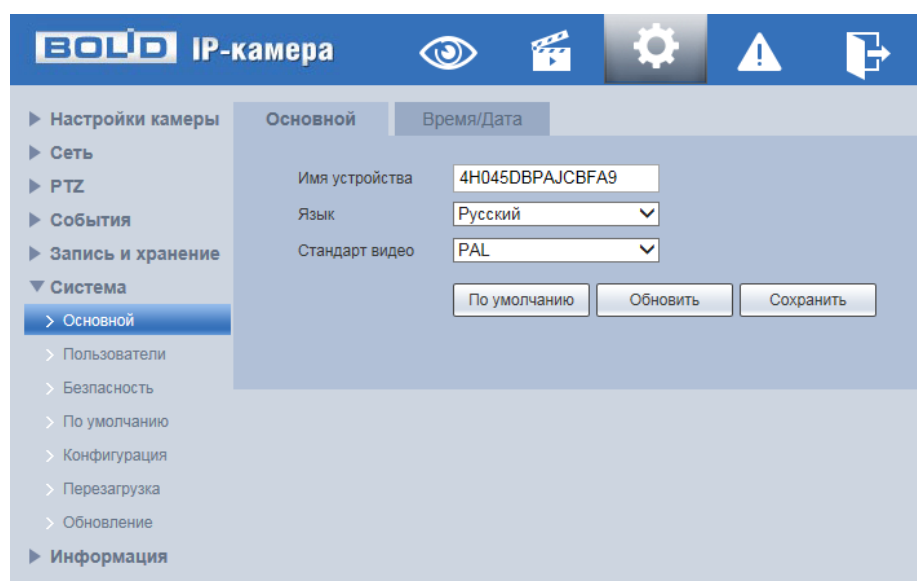 BOLID IP-камера
Настройки камеры
Сеть
PTZ
События
Запись и хранение
Система
Основной
Пользователи
Безпасность
По умолчанию
Конфигурация
Перезагрузка
Обновление
Информация
Основной Время/Дата
Имя устройства 4H045DBPAJCBFA9
Язык Русский
Стандарт видео PAL
По умолчанию Обновить Сохранить